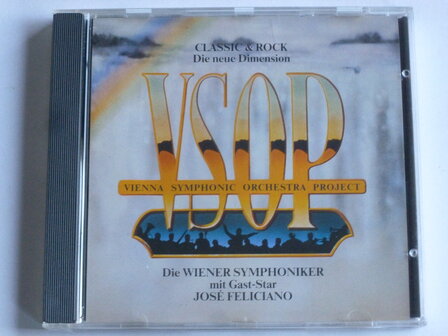 CLASSIC & ROCK
Die neue Dimension
VSOP
VIENNA SYMPHONIC ORCHESTRA PROJECT
Die WIENER SYMPHONIKER
mit Gast-Star
JOSÉ FELICIANO